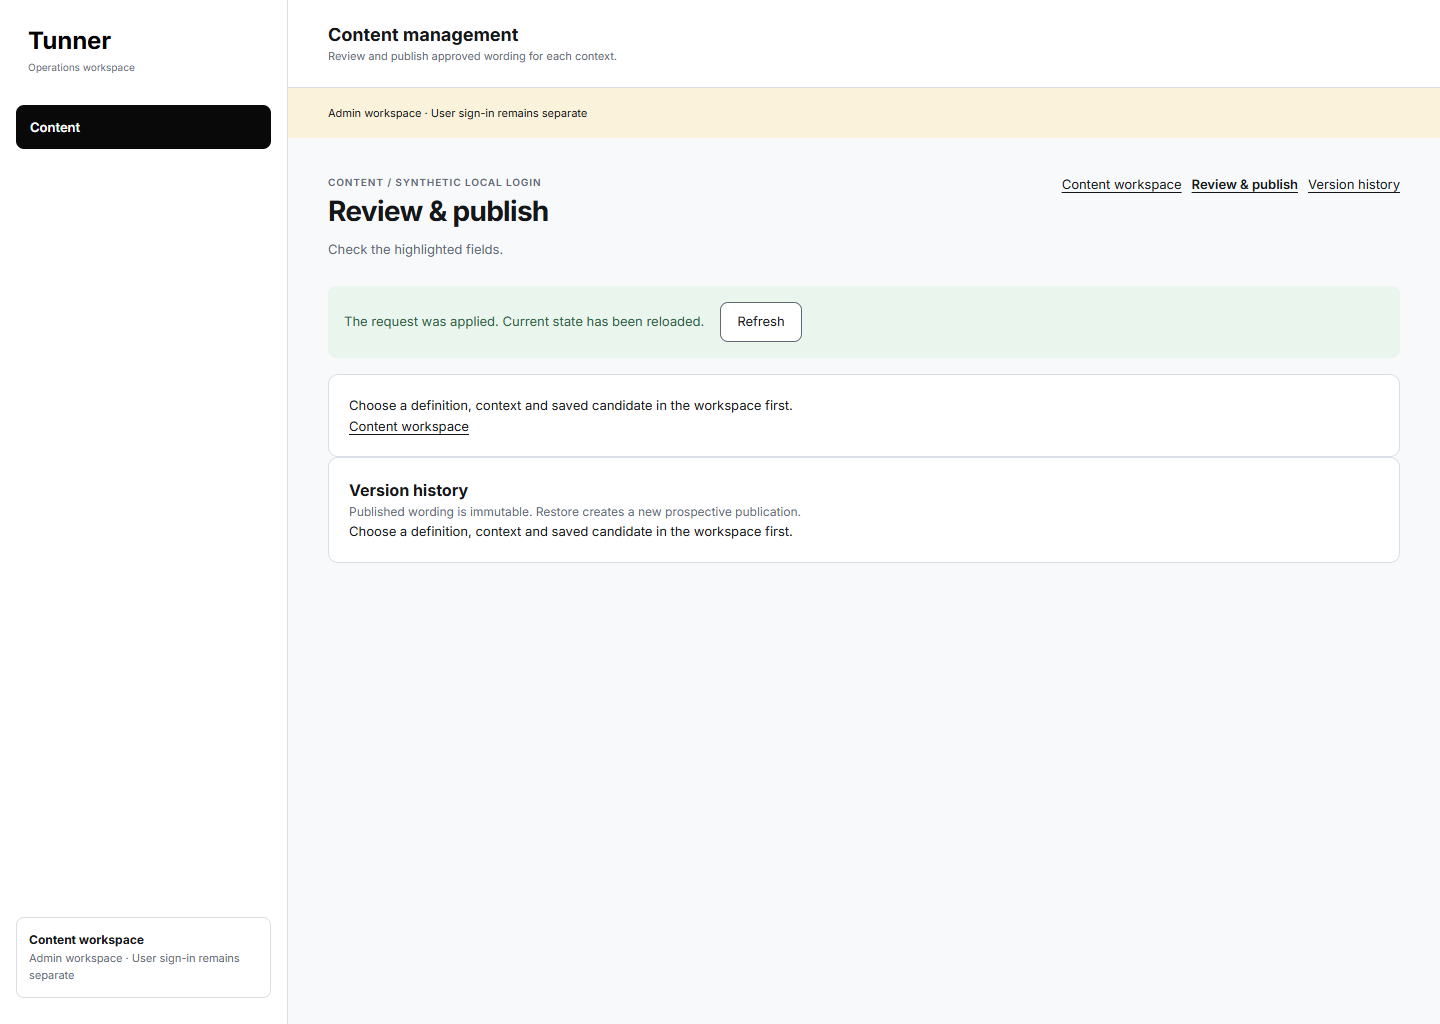 Tunner
Operations workspace
Content
Content management
Review and publish approved wording for each context.
Admin workspace · User sign-in remains separate
CONTENT / SYNTHETIC LOCAL LOGIN
Review & publish
Check the highlighted fields.
Content workspace Review & publish Version history
The request was applied. Current state has been reloaded. Refresh
Choose a definition, context and saved candidate in the workspace first.
Content workspace
Version history
Published wording is immutable. Restore creates a new prospective publication.
Choose a definition, context and saved candidate in the workspace first.
Content workspace
Admin workspace · User sign-in remains
separate